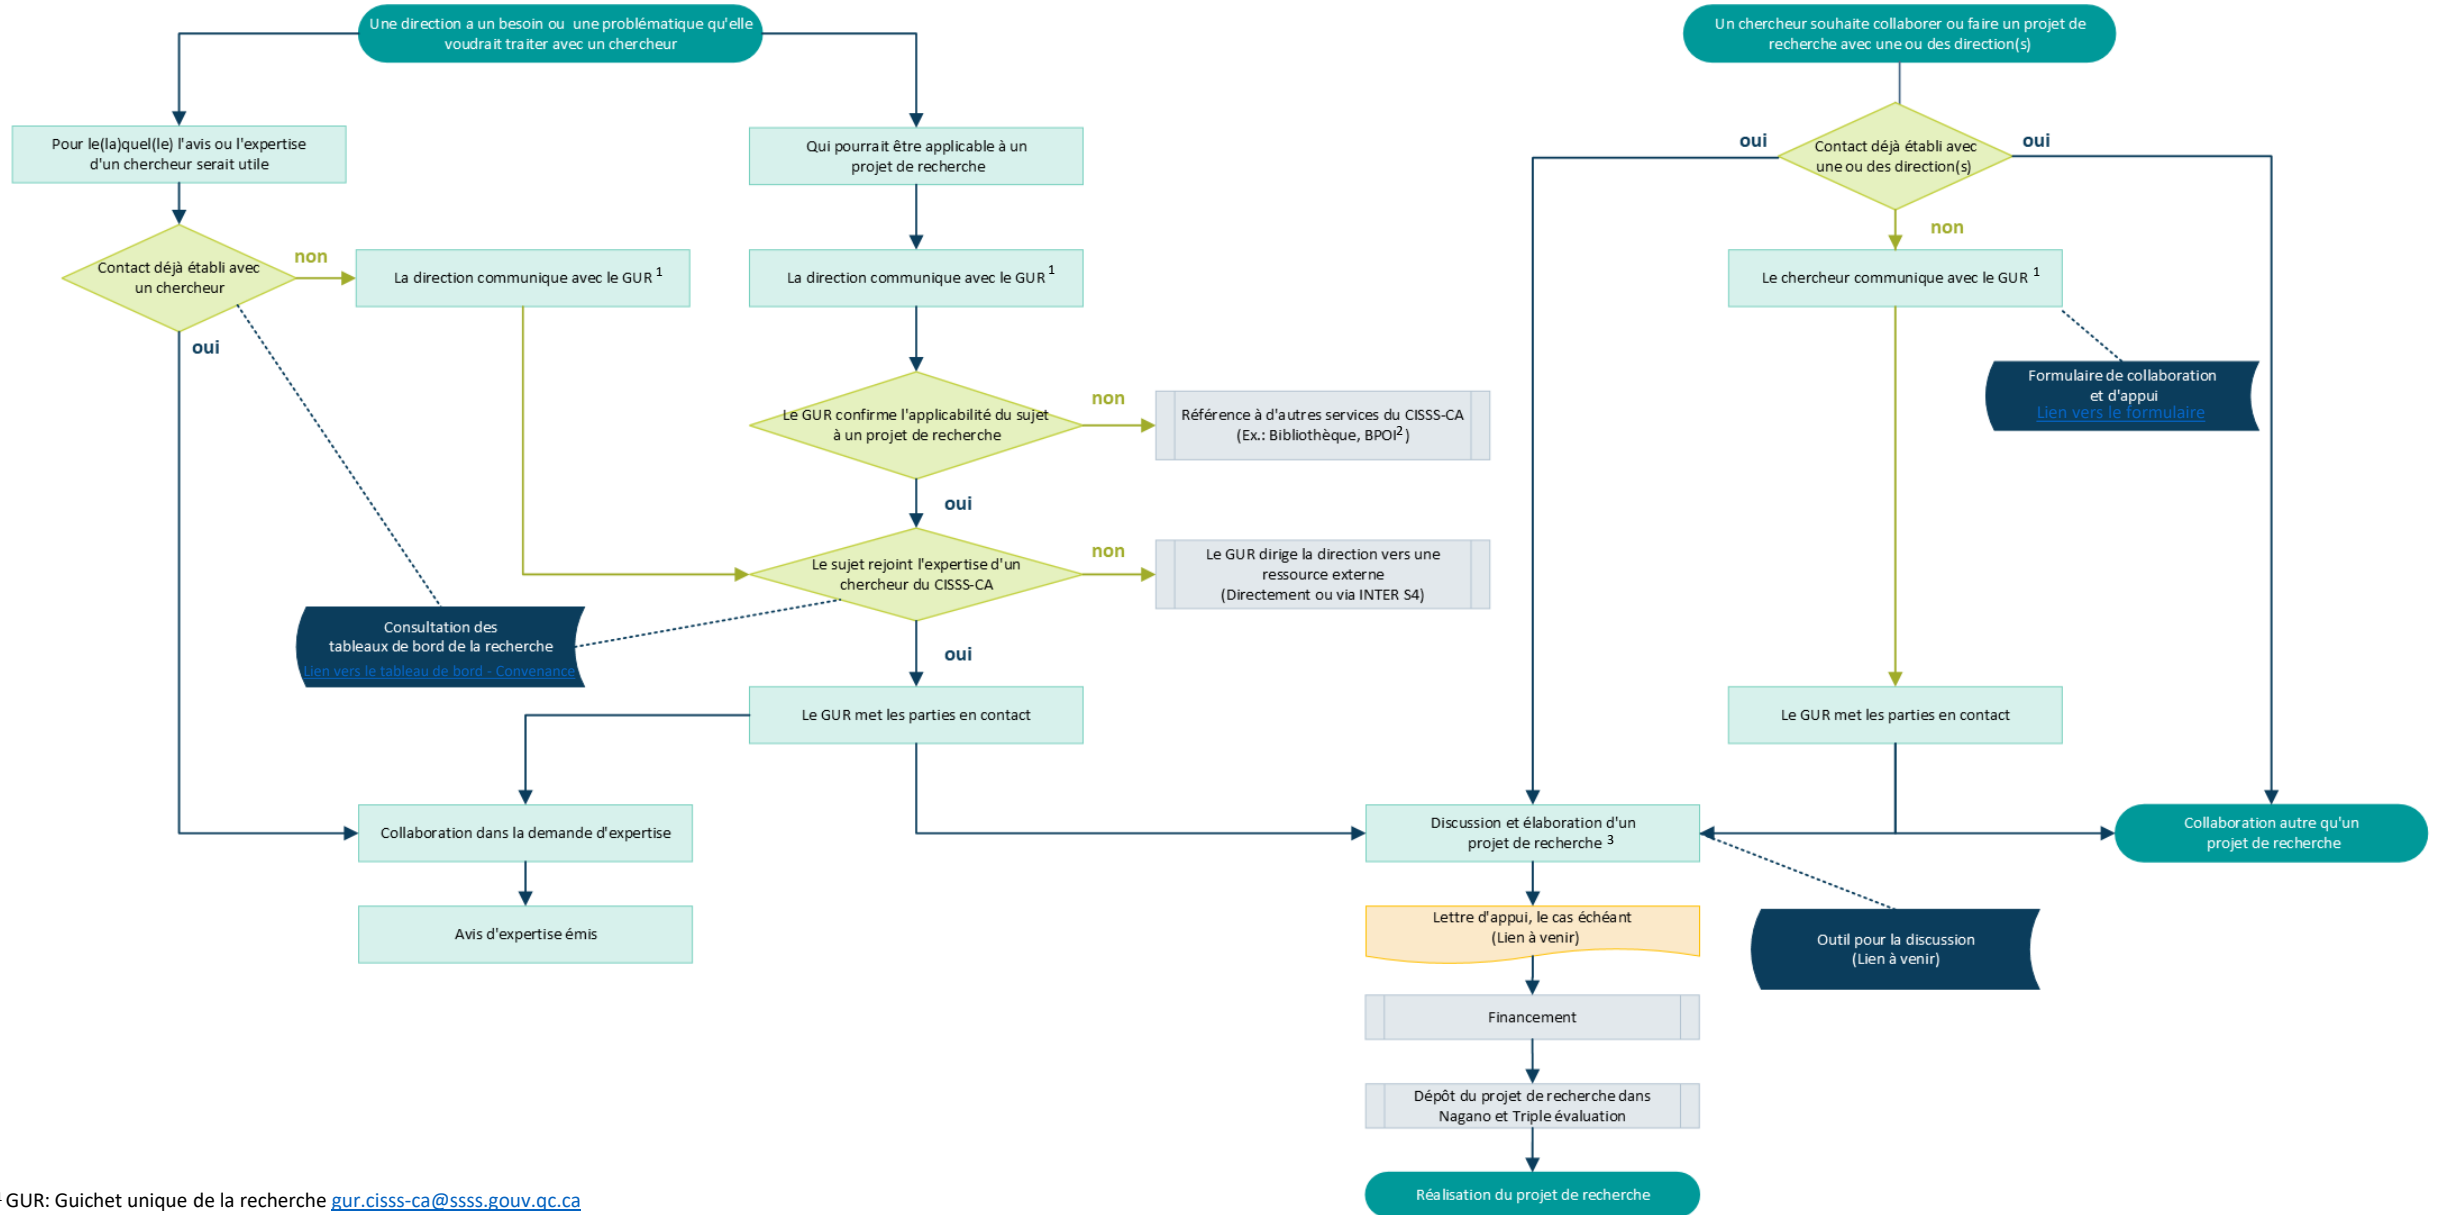 Une direction a un besoin ou une problématique qu'elle
voudrait traiter avec un chercheur
Un chercheur souhaite collaborer ou faire un projet de
recherche avec une ou des direction(s)
Pour le(la)quel(le) l'avis ou l'expertise
d'un chercheur serait utile
Qui pourrait être applicable à un
projet de recherche
oui
Contact déjà établi avec
une ou des direction(s)
oui
non
Contact déjà établi avec
un chercheur
non
oui
La direction communique avec le GUR 1
La direction communique avec le GUR 1
Le chercheur communique avec le GUR 1
Formulaire de collaboration
et d'appui
Lien vers le formulaire
Le GUR confirme l'applicabilité du sujet
à un projet de recherche
non
Référence à d'autres services du CISSS-CA
(Ex.: Bibliothèque, BPOI2)
oui
Le sujet rejoint l'expertise d'un
chercheur du CISSS-CA
non
Le GUR dirige la direction vers une
ressource externe
(Directement ou via INTER S4)
Consultation des
tableaux de bord de la recherche
Lien vers le tableau de bord - Convenance
oui
Le GUR met les parties en contact
Le GUR met les parties en contact
Collaboration dans la demande d'expertise
Discussion et élaboration d'un
projet de recherche 3
Collaboration autre qu'un
projet de recherche
Avis d'expertise émis
Lettre d'appui, le cas échéant
(Lien à venir)
Outil pour la discussion
(Lien à venir)
Financement
Dépôt du projet de recherche dans
Nagano et Triple évaluation
Réalisation du projet de recherche
GUR: Guichet unique de la recherche gur.cisss-ca@ssss.gouv.qc.ca